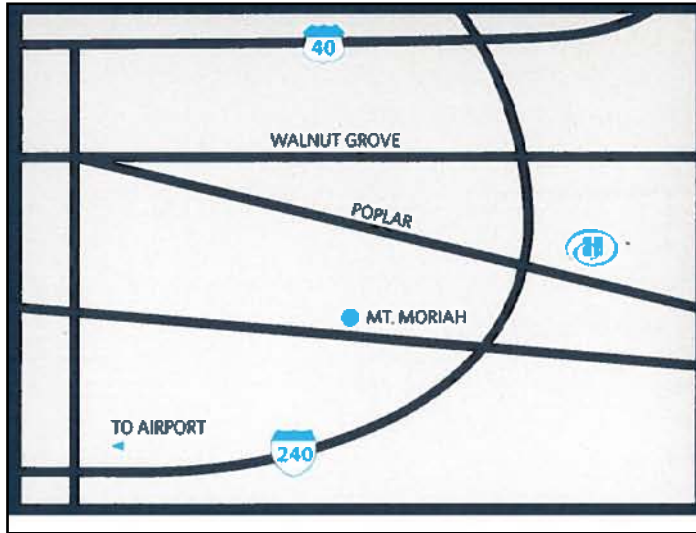 40
WALNUT GROVE
POPLAR
H
MT. MORIAH
TO AIRPORT
240